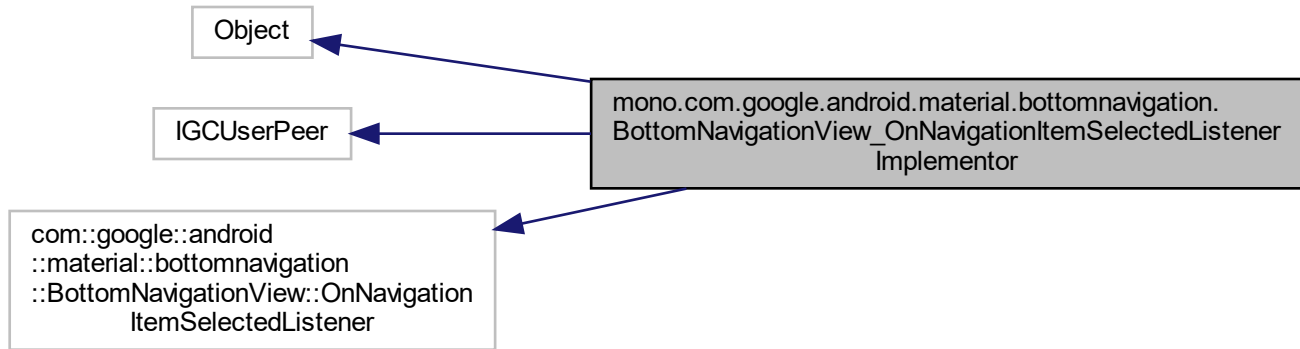 Object
IGCUserPeer
com::google::android
::material::bottomnavigation
::BottomNavigationView::OnNavigation
ItemSelectedListener
mono.com.google.android.material.bottomnavigation.
BottomNavigationView_OnNavigationItemSelectedListener
Implementor